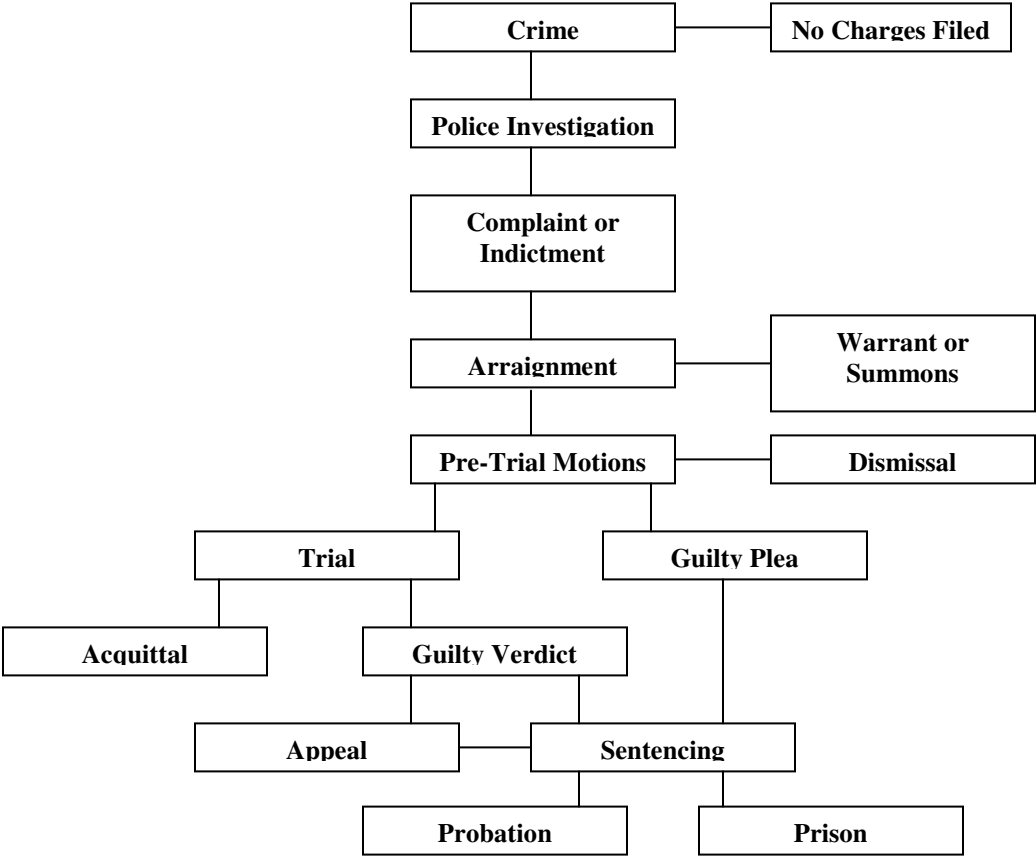 Crime
No Charges Filed
Police Investigation
Complaint or
Indictment
Arraignment
Warrant or
Summons
Pre-Trial Motions
Dismissal
Trial
Guilty Plea
Acquittal
Guilty Verdict
Appeal
Sentencing
Probation
Prison